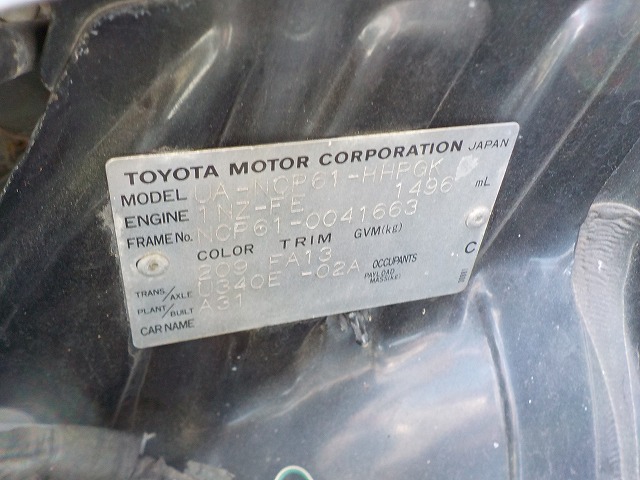 TOYOTA MOTOR CORPORATION JAPAN
MODEL UA-NCP61-HHPGK
ENGINE 1NZ-FE 1496 mL
FRAME No. NCP61-0041663
COLOR TRIM GVM(kg)
209 FA13
TRANS/AXLE U340E -02A OCCUPANTS
PLANT/BUILT A31 PAYLOAD
CAR NAME
C